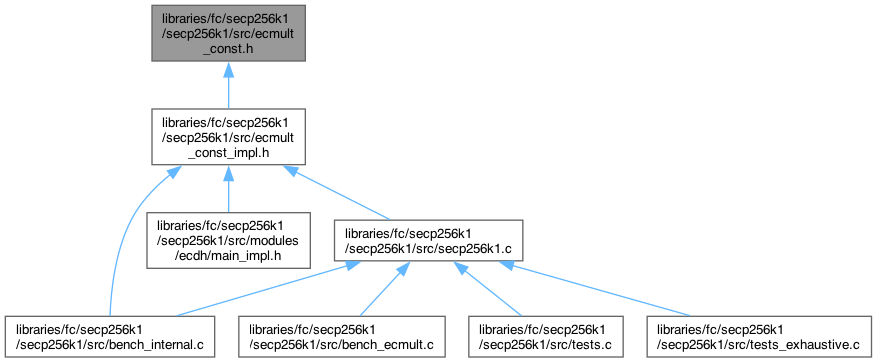 libraries/fc/secp256k1
/secp256k1/src/ecmult
_const.h
libraries/fc/secp256k1
/secp256k1/src/ecmult
_const_impl.h
libraries/fc/secp256k1
/secp256k1/src/modules
/ecdh/main_impl.h
libraries/fc/secp256k1
/secp256k1/src/secp256k1.c
libraries/fc/secp256k1
/secp256k1/src/bench_internal.c
libraries/fc/secp256k1
/secp256k1/src/bench_ecmult.c
libraries/fc/secp256k1
/secp256k1/src/tests.c
libraries/fc/secp256k1
/secp256k1/src/tests_exhaustive.c